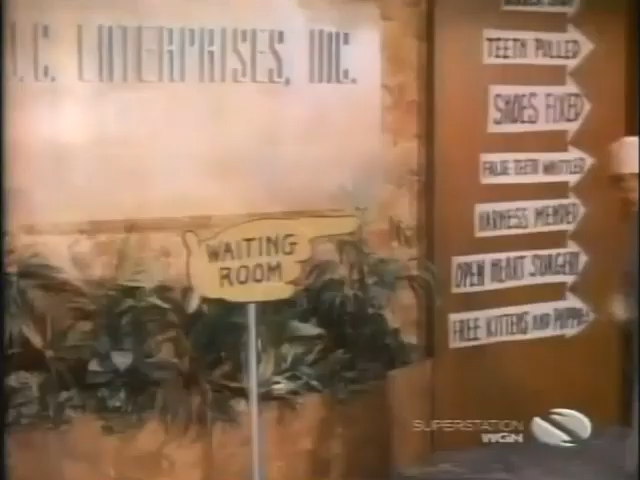 .C. ENTERPRISES, INC.
WAITING
ROOM
TEETH PULLED
SHOES FIXED
FALSE TEETH WHITTLED
HARNESS MENDED
OPEN HEART SURGERY
FREE KITTENS AND
SUPERSTATION
WGN